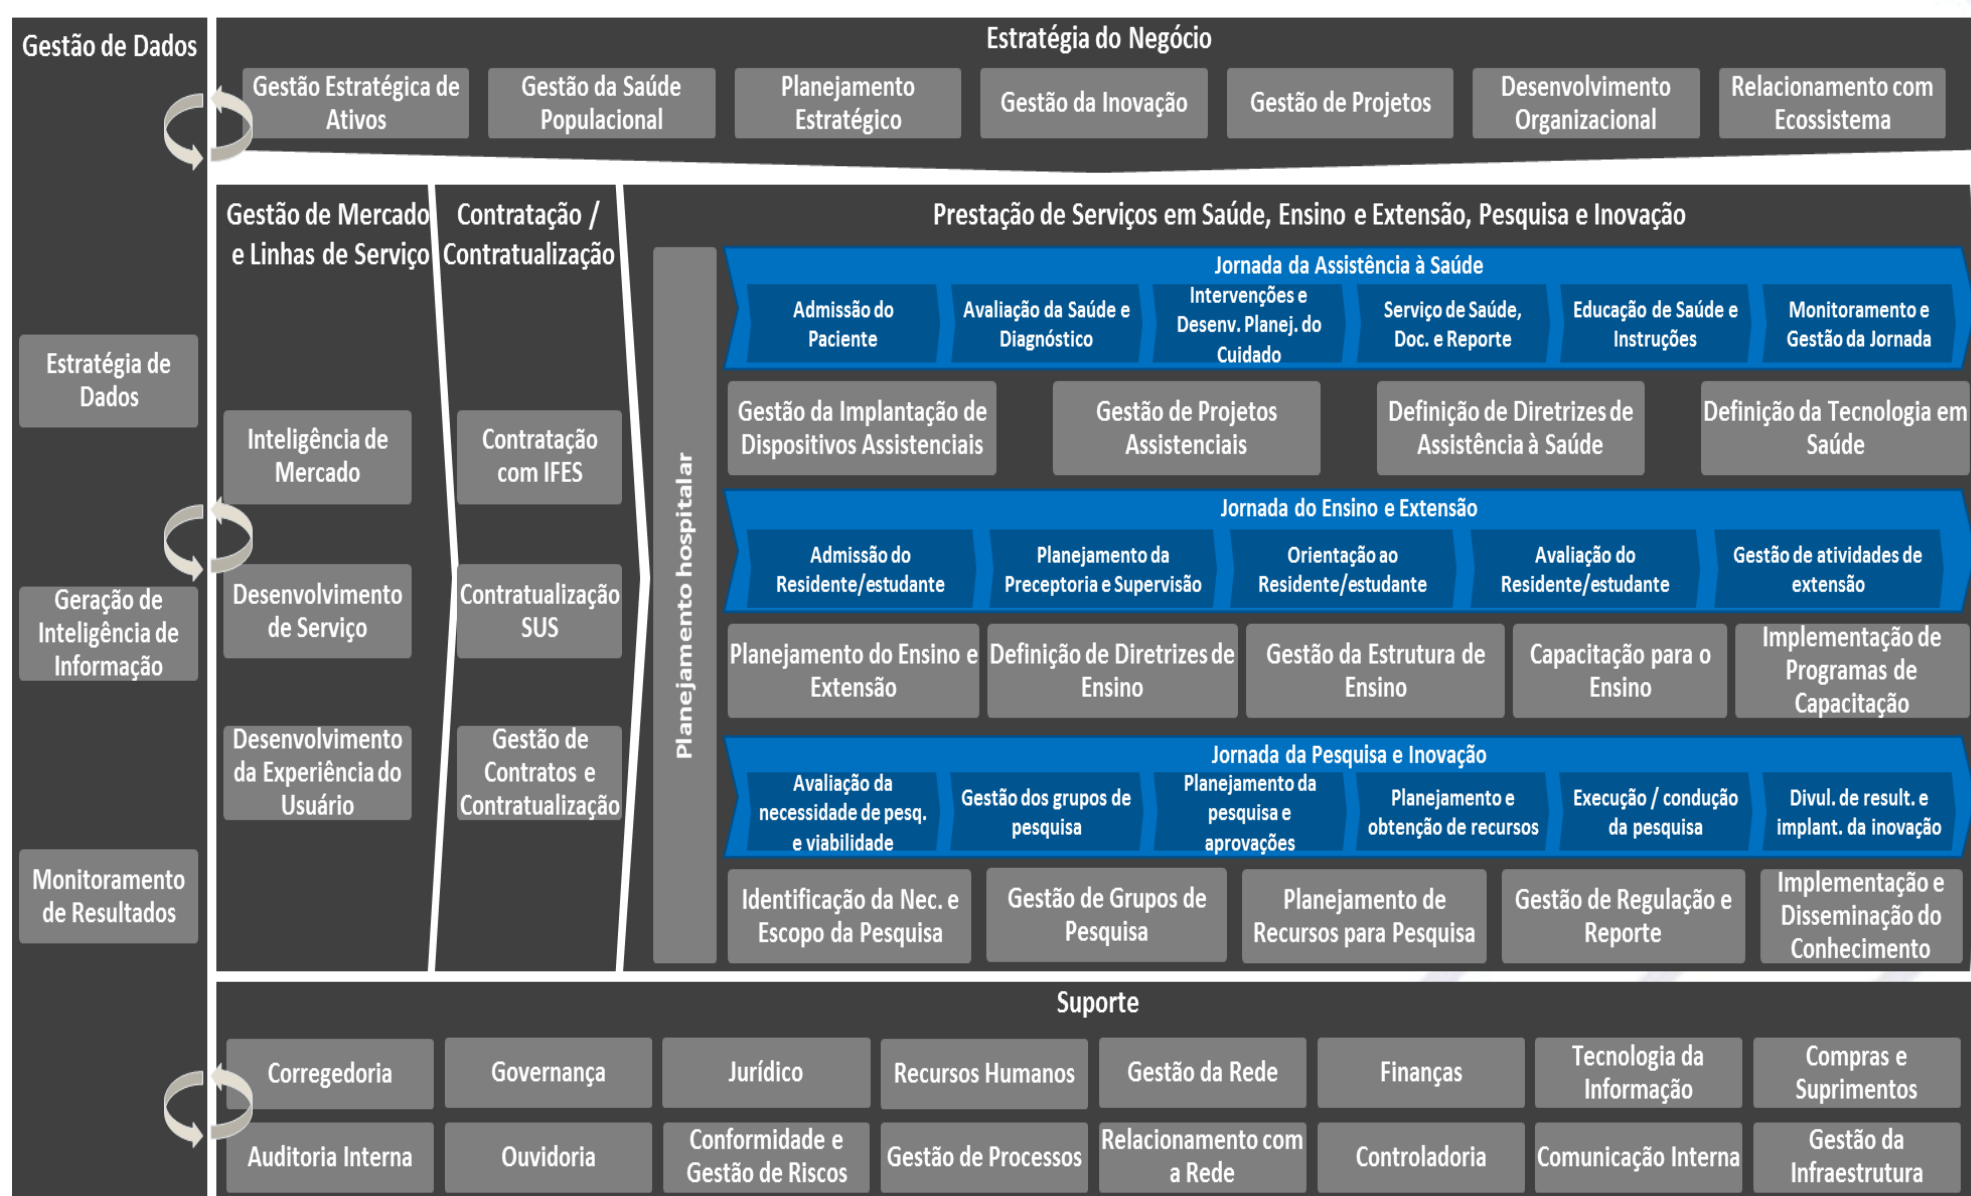 Gestão de Dados
Estratégia de
Dados
Geração de
Inteligência de
Informação
Monitoramento
de Resultados
Estratégia do Negócio
Gestão Estratégica de
Ativos
Gestão da Saúde
Populacional
Planejamento
Estratégico
Gestão da Inovação
Gestão de Projetos
Desenvolvimento
Organizacional
Relacionamento com
Ecossistema
Gestão de Mercado
e Linhas de Serviço
Inteligência de
Mercado
Desenvolvimento
de Serviço
Desenvolvimento
da Experiência do
Usuário
Contratação /
Contratualização
Contratação
com IFES
Contratualização
SUS
Gestão de
Contratos e
Contratualização
Prestação de Serviços em Saúde, Ensino e Extensão, Pesquisa e Inovação
Planejamento hospitalar
Jornada da Assistência à Saúde
Admissão do
Paciente
Avaliação da Saúde e
Diagnóstico
Intervenções e
Desenv. Planej. do
Cuidado
Serviço de Saúde,
Doc. e Reporte
Educação de Saúde e
Instruções
Monitoramento e
Gestão da Jornada
Gestão da Implantação de
Dispositivos Assistenciais
Gestão de Projetos
Assistenciais
Definição de Diretrizes de
Assistência à Saúde
Definição da Tecnologia em
Saúde
Jornada do Ensino e Extensão
Admissão do
Residente/estudante
Planejamento da
Preceptoria e Supervisão
Orientação ao
Residente/estudante
Avaliação do
Residente/estudante
Gestão de atividades de
extensão
Planejamento do Ensino e
Extensão
Definição de Diretrizes de
Ensino
Gestão da Estrutura de
Ensino
Capacitação para o
Ensino
Implementação de
Programas de
Capacitação
Jornada da Pesquisa e Inovação
Avaliação da
necessidade de pesq.
e viabilidade
Gestão dos grupos de
pesquisa
Planejamento da
pesquisa e
aprovações
Planejamento e
obtenção de recursos
Execução / condução
da pesquisa
Divul. de result. e
implant. da inovação
Identificação da Nec. e
Escopo da Pesquisa
Gestão de Grupos de
Pesquisa
Planejamento de
Recursos para Pesquisa
Gestão de Regulação e
Reporte
Implementação e
Disseminação do
Conhecimento
Suporte
Corregedoria
Governança
Jurídico
Recursos Humanos
Gestão da Rede
Finanças
Tecnologia da
Informação
Compras e
Suprimentos
Auditoria Interna
Ouvidoria
Conformidade e
Gestão de Riscos
Gestão de Processos
Relacionamento com
a Rede
Controladoria
Comunicação Interna
Gestão da
Infraestrutura